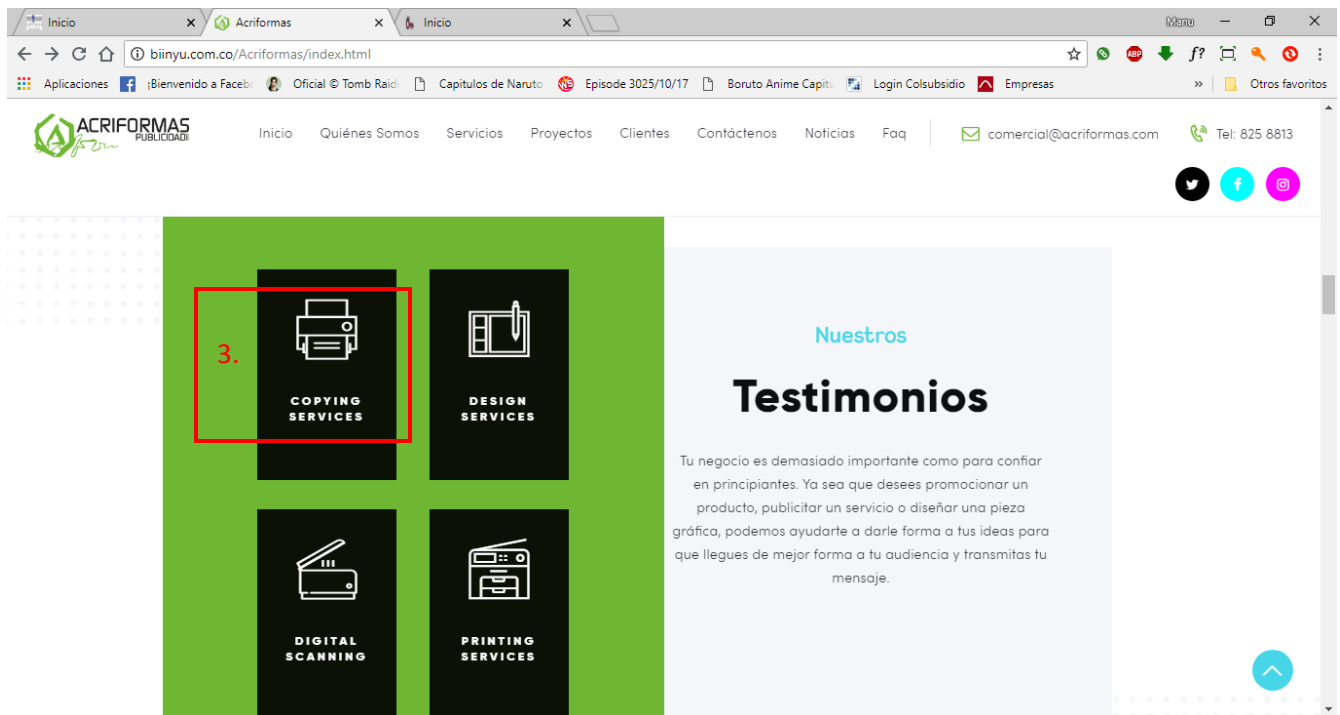 Inicio
Acriformas
Inicio
Manu
biinyu.com.co/Acriformas/index.html
ABP
f?
Aplicaciones
¡Bienvenido a Facebo
Oficial © Tomb Raid
Capitulos de Naruto
Episode 3025/10/17
Boruto Anime Capitu
Login Colsubsidio
Empresas
»
Otros favoritos
ACRIFORMAS
PUBLICIDAD
Inicio
Quiénes Somos
Servicios
Proyectos
Clientes
Contáctenos
Noticias
Faq
comercial@acriformas.com
Tel: 825 8813
3.
COPYING
SERVICES
DESIGN
SERVICES
DIGITAL
SCANNING
PRINTING
SERVICES
Nuestros
Testimonios
Tu negocio es demasiado importante como para confiar
en principiantes. Ya sea que desees promocionar un
producto, publicitar un servicio o diseñar una pieza
gráfica, podemos ayudarte a darle forma a tus ideas para
que llegues de mejor forma a tu audiencia y transmitas tu
mensaje.